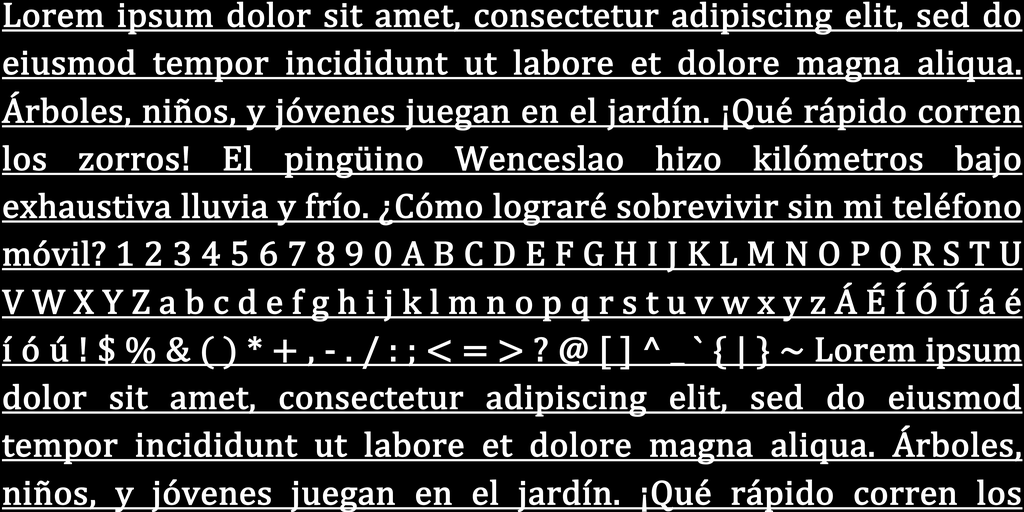 Lorem ipsum dolor sit amet, consectetur adipiscing elit, sed do
eiusmod tempor incididunt ut labore et dolore magna aliqua.
Árboles, niños, y jóvenes juegan en el jardín. ¡Qué rápido corren
los zorros! El pingüino Wenceslao hizo kilómetros bajo
exhaustiva lluvia y frío. ¿Cómo lograré sobrevivir sin mi teléfono
móvil? 1 2 3 4 5 6 7 8 9 0 A B C D E F G H I J K L M N O P Q R S T U
V W X Y Z a b c d e f g h i j k l m n o p q r s t u v w x y z Á É Í Ó Ú á é
í ó ú ! $ % & ( ) * + , - . / : ; < = > ? @ [ ] ^ _ ` { | } ~ Lorem ipsum
dolor sit amet, consectetur adipiscing elit, sed do eiusmod
tempor incididunt ut labore et dolore magna aliqua. Árboles,
niños, y jóvenes juegan en el jardín. ¡Qué rápido corren los